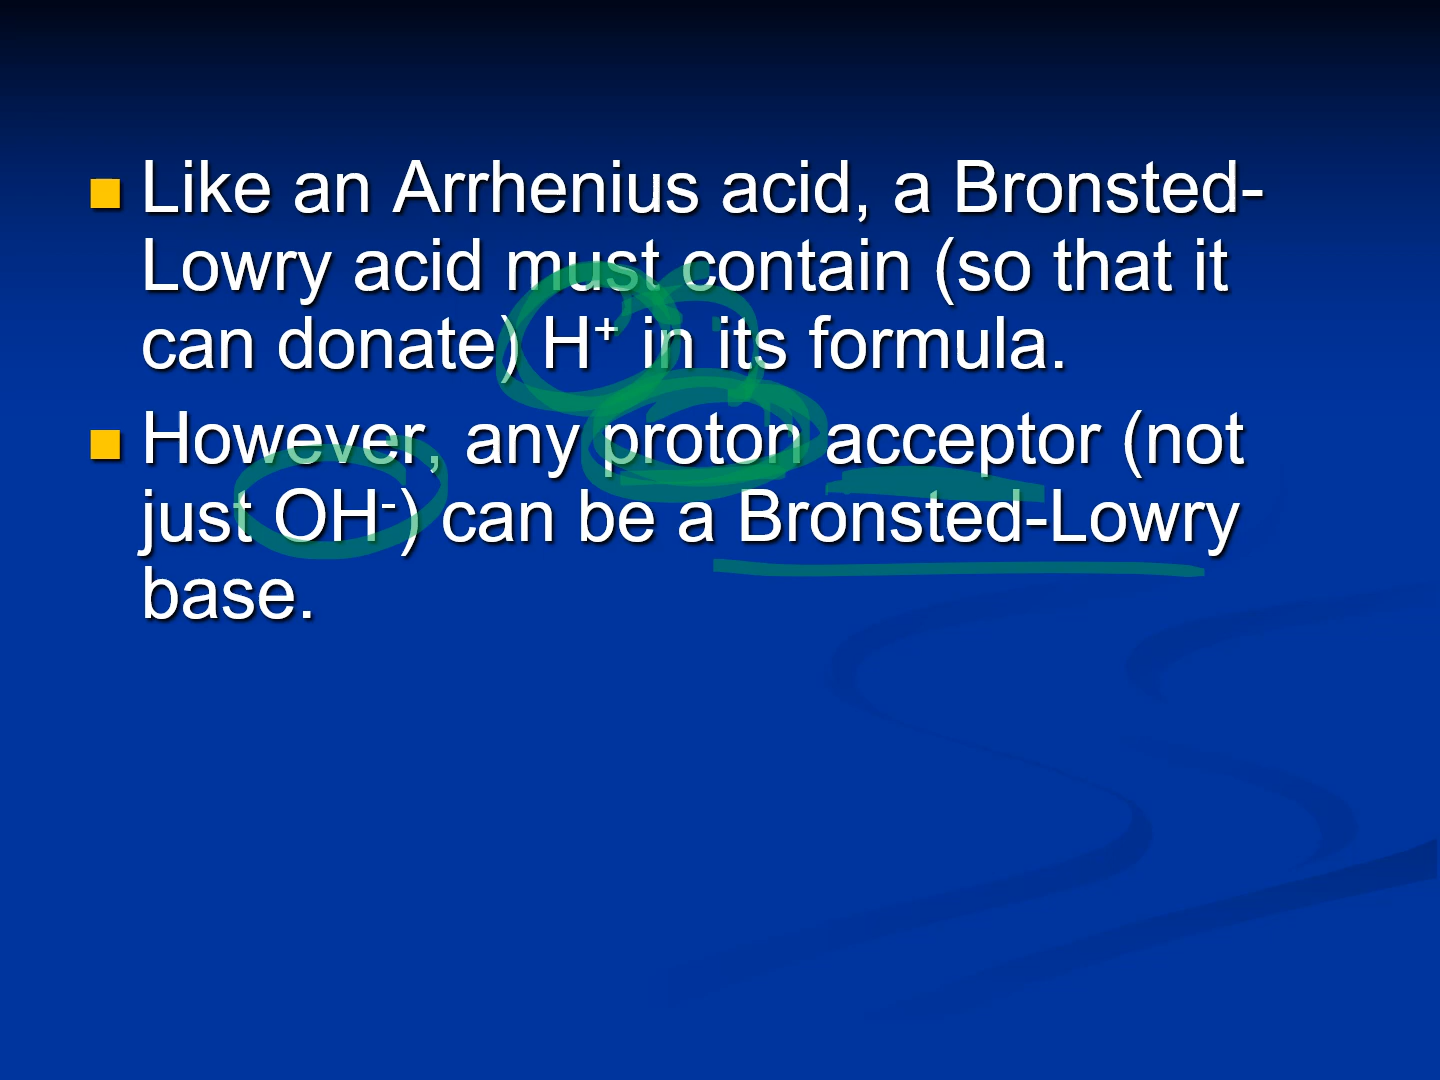 Like an Arrhenius acid, a Bronsted-
Lowry acid must contain (so that it
can donate) H⁺ in its formula.
However, any proton acceptor (not
just OH⁻) can be a Bronsted-Lowry
base.